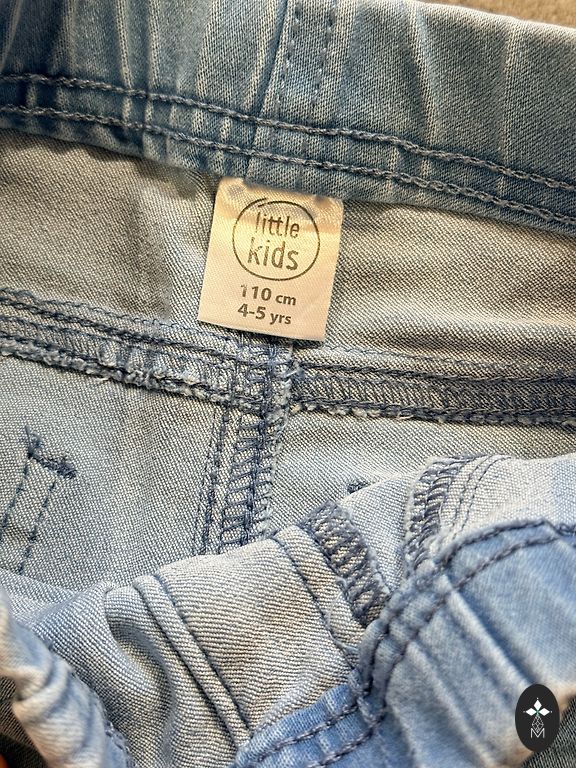 little
kids
110 cm
4-5 yrs
M